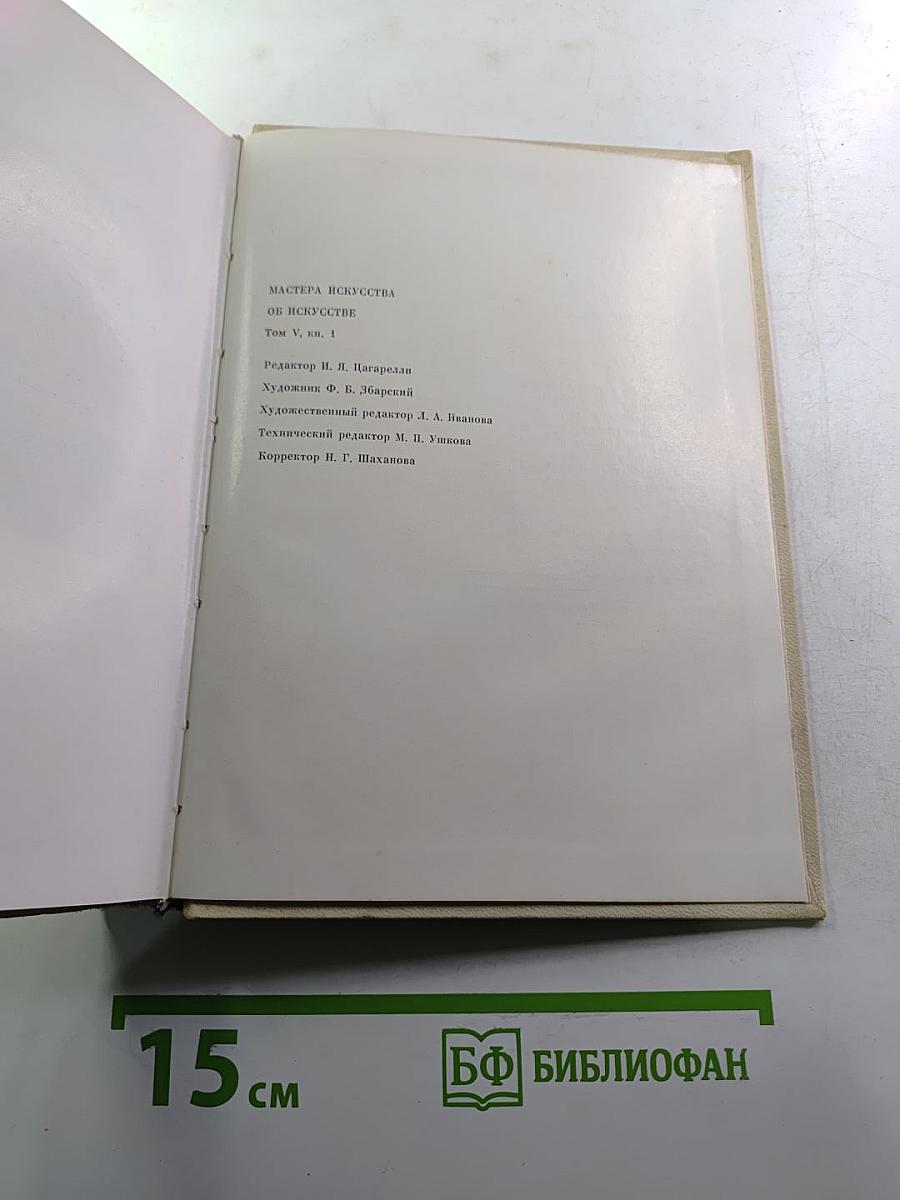 МАСТЕРА ИСКУССТВА
ОБ ИСКУССТВЕ
Том V, кн. 1
Редактор И. Я. Цагарелли
Художник Ф. Б. Збарский
Художественный редактор Л. А. Иванова
Технический редактор М. П. Ушкова
Корректор Н. Г. Шаханова
15 см
БФ БИБЛИОФАН